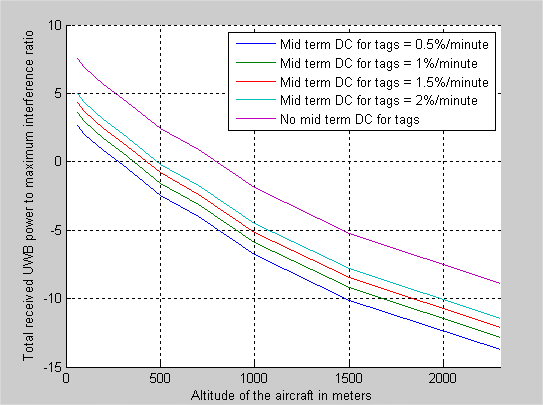 Total received UWB power to maximum interference ratio
10
5
0
-5
-10
-15
Mid term DC for tags = 0.5%/minute
Mid term DC for tags = 1%/minute
Mid term DC for tags = 1.5%/minute
Mid term DC for tags = 2%/minute
No mid term DC for tags
0
500
1000
1500
2000
Altitude of the aircraft in meters